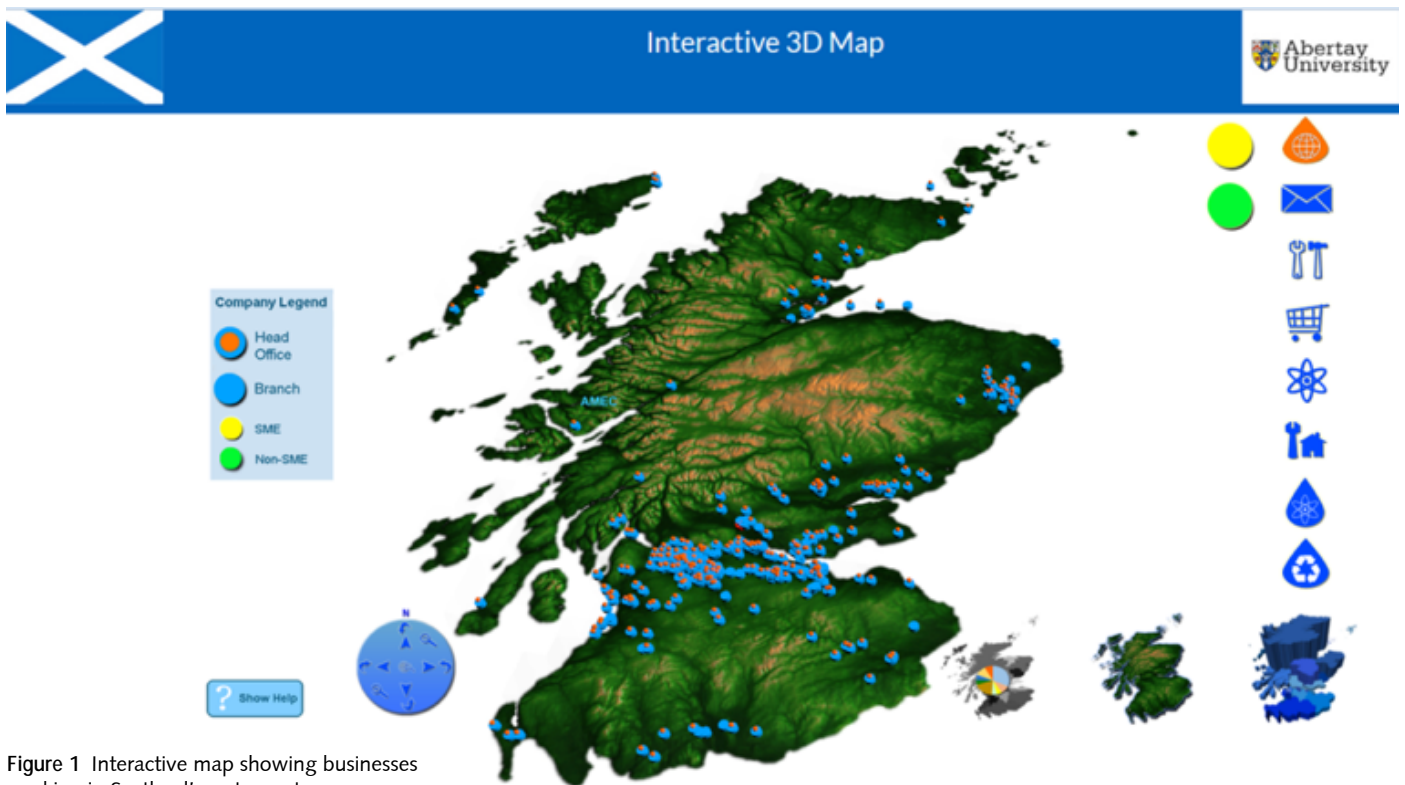 Interactive 3D Map
Abertay
University
Company Legend
Head
Office
Branch
SME
Non-SME
AMEC
N
? Show Help
Figure 1 Interactive map showing businesses